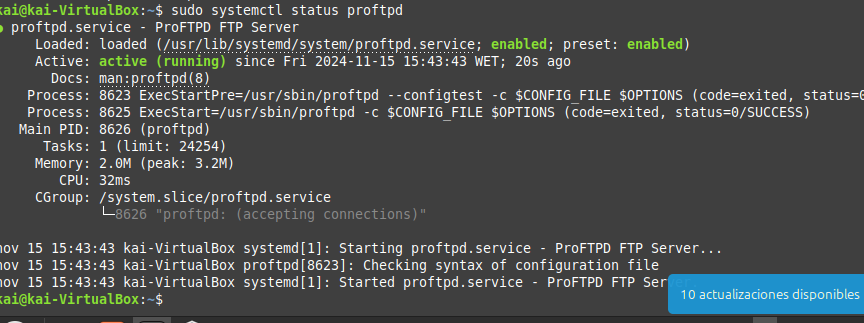 kai@kai-VirtualBox:~$ sudo systemctl status proftpd
● proftpd.service - ProFTPD FTP Server
Loaded: loaded (/usr/lib/systemd/system/proftpd.service; enabled; preset: enabled)
Active: active (running) since Fri 2024-11-15 15:43:43 WET; 20s ago
Docs: man:proftpd(8)
Process: 8623 ExecStartPre=/usr/sbin/proftpd --configtest -c $CONFIG_FILE $OPTIONS (code=exited, status=0
Process: 8625 ExecStart=/usr/sbin/proftpd -c $CONFIG_FILE $OPTIONS (code=exited, status=0/SUCCESS)
Main PID: 8626 (proftpd)
Tasks: 1 (limit: 24254)
Memory: 2.0M (peak: 3.2M)
CPU: 32ms
CGroup: /system.slice/proftpd.service
└─8626 "proftpd: (accepting connections)"
nov 15 15:43:43 kai-VirtualBox systemd[1]: Starting proftpd.service - ProFTPD FTP Server...
nov 15 15:43:43 kai-VirtualBox proftpd[8623]: Checking syntax of configuration file
nov 15 15:43:43 kai-VirtualBox systemd[1]: Started proftpd.service - ProFTPD FTP Server.
kai@kai-VirtualBox:~$
10 actualizaciones disponibles